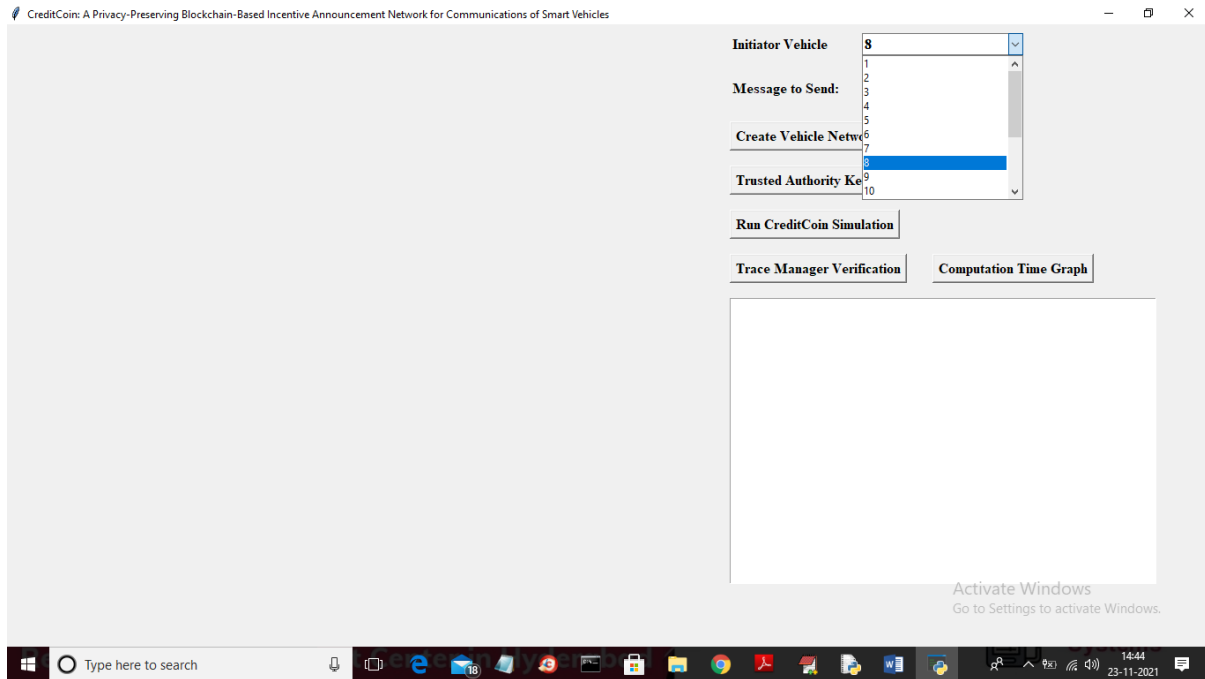 CreditCoin: A Privacy-Preserving Blockchain-Based Incentive Announcement Network for Communications of Smart Vehicles
Initiator Vehicle 8
1
2
Message to Send:
3
4
5
Create Vehicle Netwo
6
7
8
Trusted Authority Ke
9
10
Run CreditCoin Simulation
Trace Manager Verification Computation Time Graph
Activate Windows
Go to Settings to activate Windows.
Type here to search
18
14:44
23-11-2021